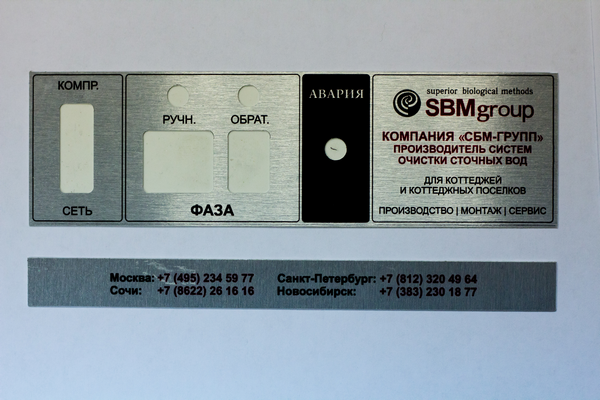 КОМПР.
СЕТЬ
РУЧН. ОБРАТ.
ФАЗА
АВАРИЯ
superior biological methods
SBMgroup
КОМПАНИЯ «СБМ-ГРУПП»
ПРОИЗВОДИТЕЛЬ СИСТЕМ
ОЧИСТКИ СТОЧНЫХ ВОД
ДЛЯ КОТТЕДЖЕЙ
И КОТТЕДЖНЫХ ПОСЕЛКОВ
ПРОИЗВОДСТВО | МОНТАЖ | СЕРВИС
Москва: +7 (495) 234 59 77 Санкт-Петербург: +7 (812) 320 49 64
Сочи: +7 (8622) 26 16 16 Новосибирск: +7 (383) 230 18 77